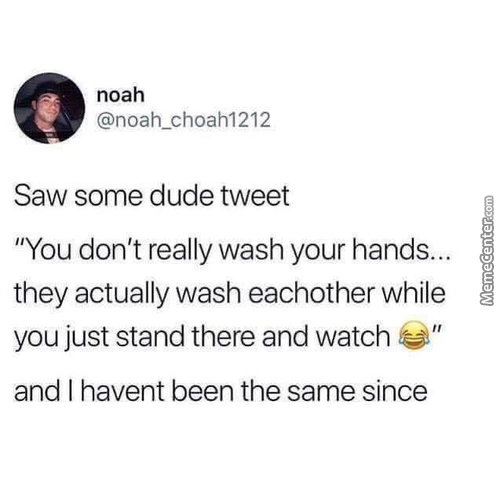 noah
@noah_choah1212
Saw some dude tweet
"You don't really wash your hands...
they actually wash eachother while
you just stand there and watch 😂"
and I havent been the same since
MemeCenter.com